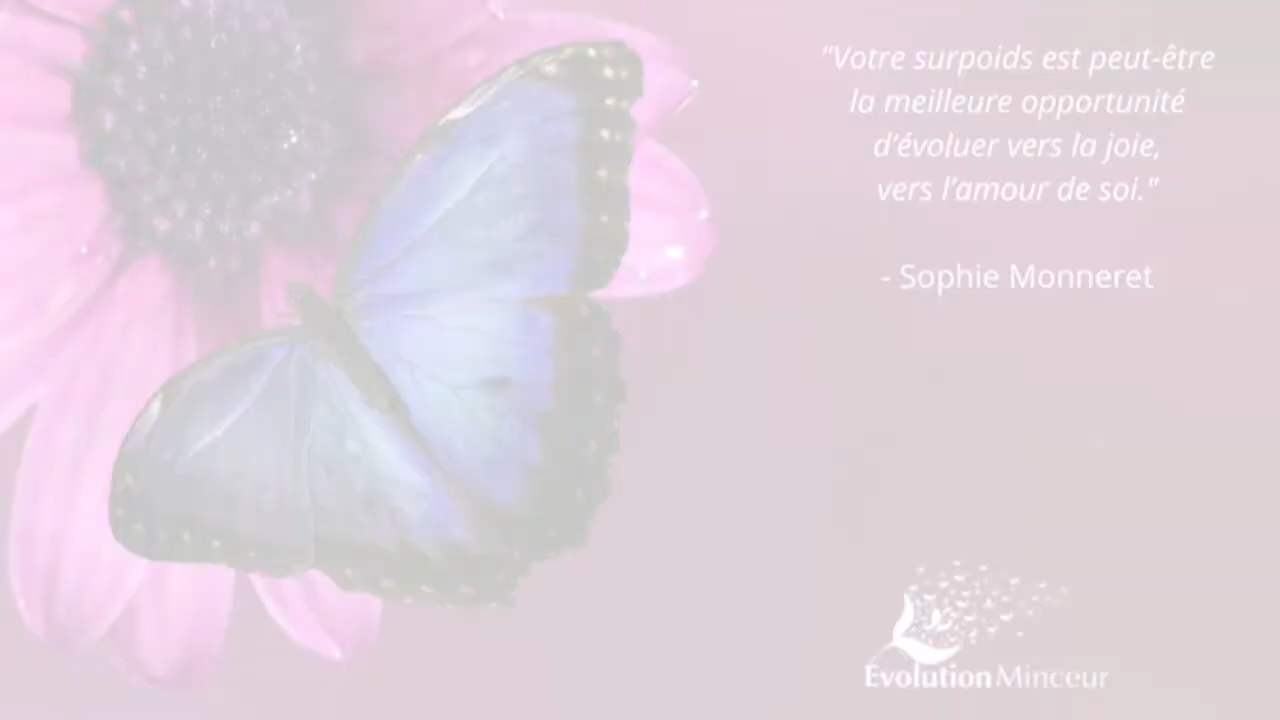 "Votre surpoids est peut-être
la meilleure opportunité
d'évoluer vers la joie,
vers l'amour de soi."
- Sophie Monneret
EvolutionMinceur